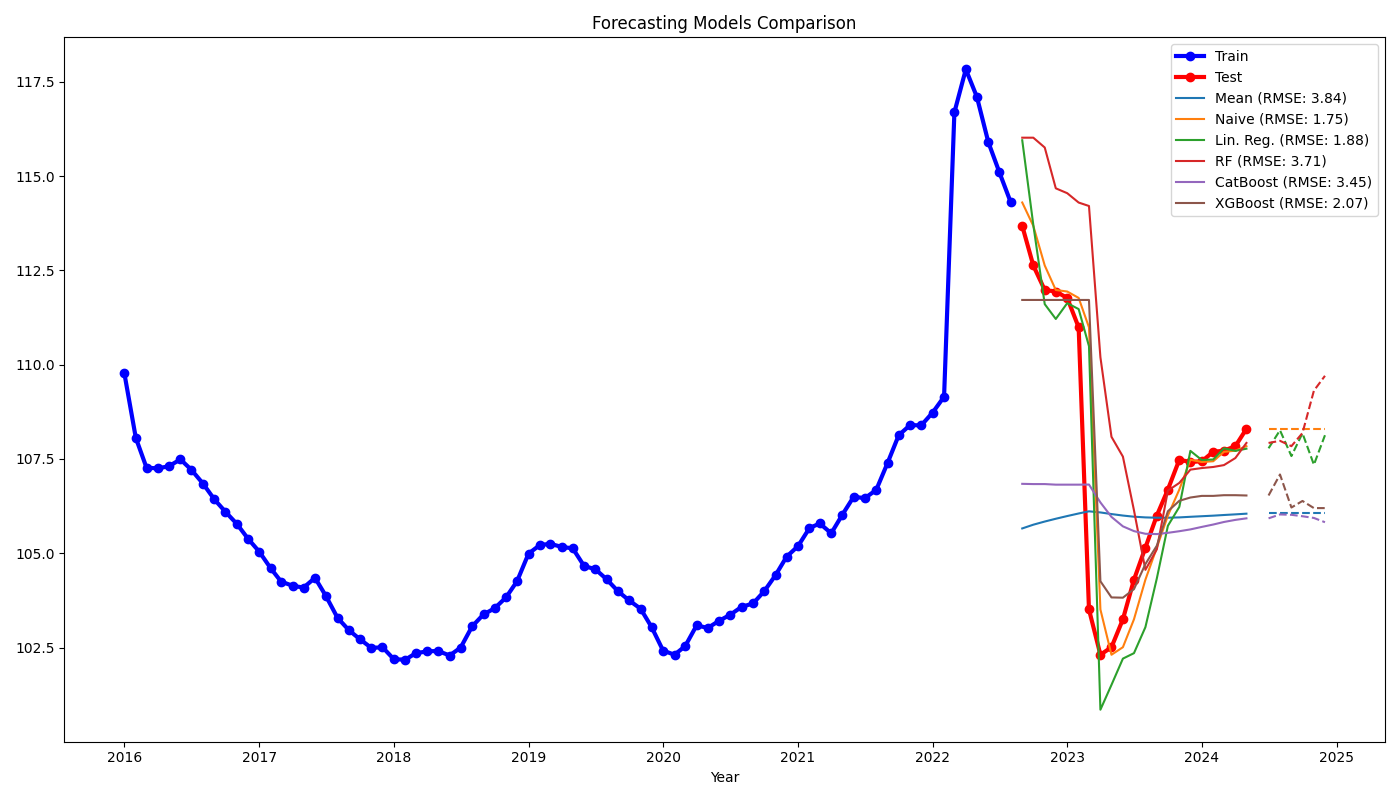 Forecasting Models Comparison
117.5
115.0
112.5
110.0
107.5
105.0
102.5
2016
2017
2018
2019
2020
2021
2022
2023
2024
2025
Year
Train
Test
Mean (RMSE: 3.84)
Naive (RMSE: 1.75)
Lin. Reg. (RMSE: 1.88)
RF (RMSE: 3.71)
CatBoost (RMSE: 3.45)
XGBoost (RMSE: 2.07)